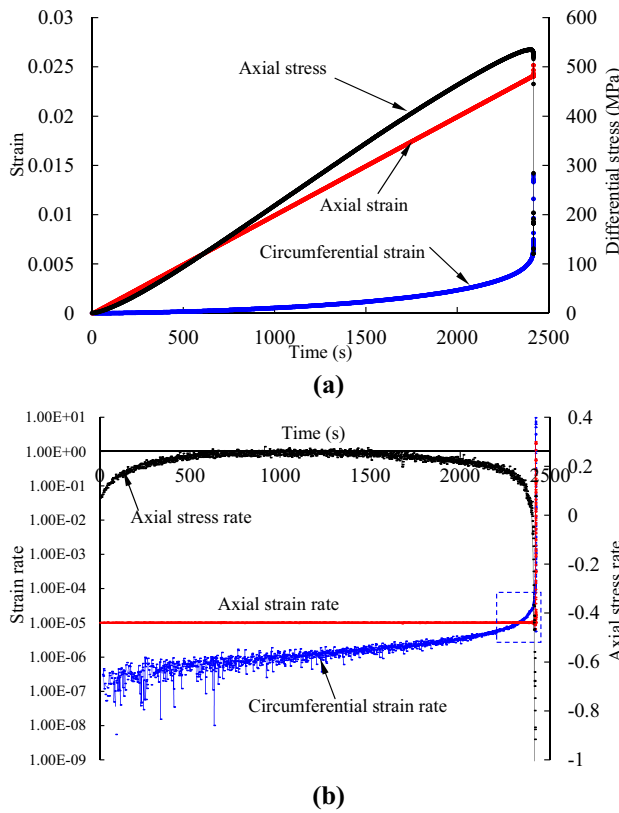 0.03
0.025
0.02
0.015
0.01
0.005
0
Strain
600
500
400
300
200
100
0
Differential stress (MPa)
Axial stress
Axial strain
Circumferential strain
0 500 1000 1500 2000 2500
Time (s)
(a)
1.00E+01
1.00E+00
1.00E-01
1.00E-02
1.00E-03
1.00E-04
1.00E-05
1.00E-06
1.00E-07
1.00E-08
1.00E-09
Strain rate
0.4
0.2
0
-0.2
-0.4
-0.6
-0.8
-1
Axial stress rate
Time (s)
0 500 1000 1500 2000 2500
Axial stress rate
Axial strain rate
Circumferential strain rate
(b)